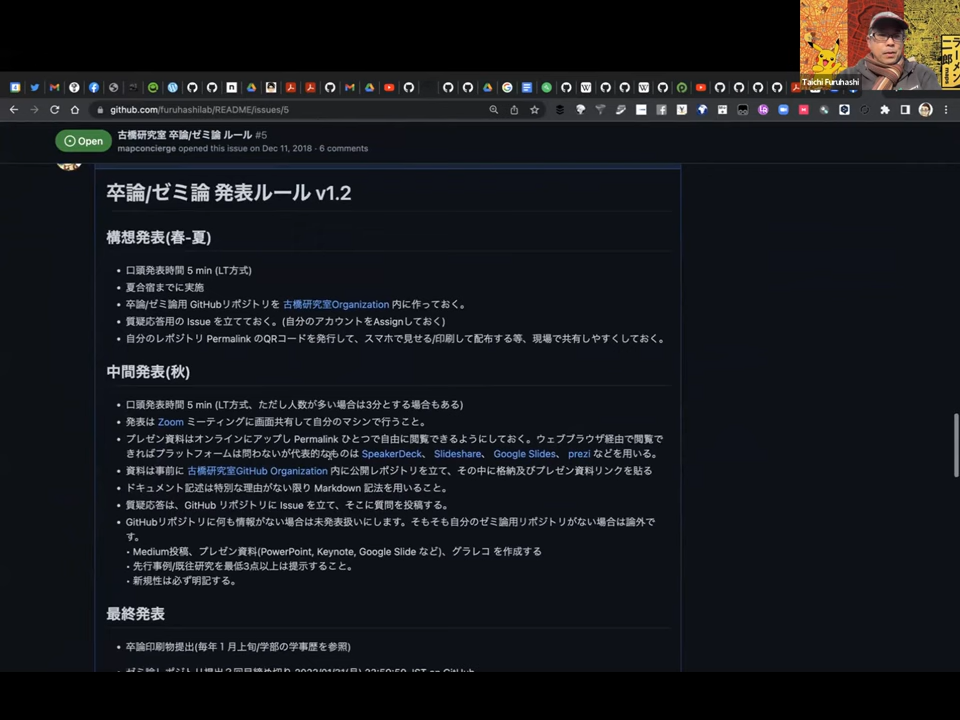 ラーメン
二郎
Taichi Furuhashi
github.com/furuhashilab/README/issues/5
Open
古橋研究室 卒論/ゼミ論 ルール #5
mapconcierge opened this issue on Dec 11, 2018 · 6 comments
卒論/ゼミ論 発表ルール v1.2
構想発表(春-夏)
• 口頭発表時間 5 min (LT方式)
• 夏合宿までに実施
• 卒論/ゼミ論用 GitHubリポジトリを 古橋研究室Organization 内に作っておく。
• 質疑応答用の Issue を立てておく。(自分のアカウントをAssignしておく)
• 自分のレポジトリ Permalink のQRコードを発行して、スマホで見せる/印刷して配布する等、現場で共有しやすくしておく。
中間発表(秋)
• 口頭発表時間 5 min (LT方式、ただし人数が多い場合は3分とする場合もある)
• 発表は Zoom ミーティングに画面共有して自分のマシンで行うこと。
• プレゼン資料はオンラインにアップし Permalink ひとつで自由に閲覧できるようにしておく。ウェブブラウザ経由で閲覧で
きればプラットフォームは問わないが代表的なものは SpeakerDeck、 Slideshare、 Google Slides、 prezi などを用いる。
• 資料は事前に 古橋研究室GitHub Organization 内に公開レポジトリを立て、その中に格納及びプレゼン資料リンクを貼る
• ドキュメント記述は特別な理由がない限り Markdown 記法を用いること。
• 質疑応答は、GitHub リポジトリに Issue を立て、そこに質問を投稿する。
• GitHubリポジトリに何も情報がない場合は未発表扱いにします。そもそも自分のゼミ論用リポジトリがない場合は論外で
す。
• Medium投稿、プレゼン資料(PowerPoint, Keynote, Google Slide など)、グラレコ を作成する
• 先行事例/既往研究を最低3点以上は提示すること。
• 新規性は必ず明記する。
最終発表
• 卒論印刷物提出(毎年１月上旬/学部の学事歴を参照)